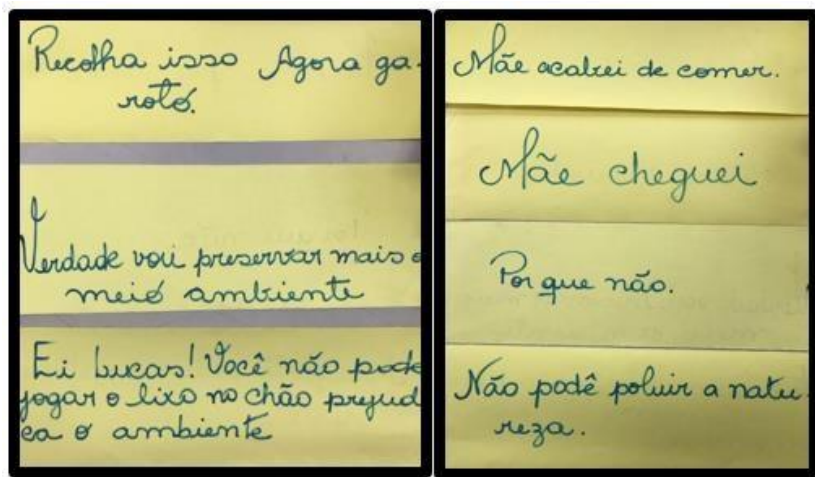 Recolha isso Agora ga-
roto.
Verdade vou preservar mais o
meio ambiente
Ei Lucas! Você não pode
jogar o lixo no chão prejudi
ca o ambiente
Mãe acabei de comer.
Mãe cheguei
Por que não.
Não podê poluir a natu-
reza.